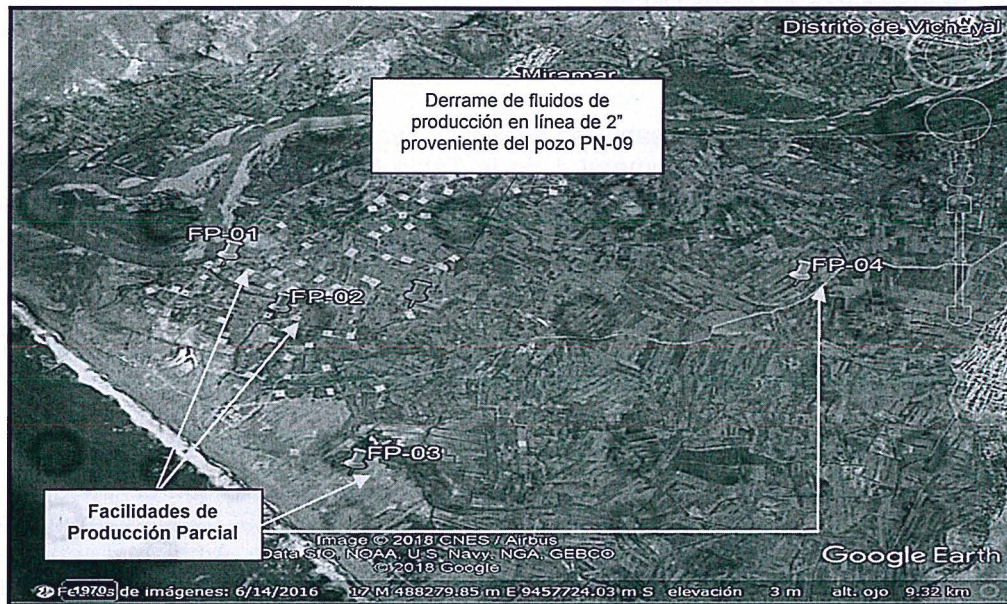 Distrito de Vichayal
Miramar
Derrame de fluidos de
producción en línea de 2"
proveniente del pozo PN-09
FP-01
FP-02
FP-04
FP-03
Facilidades de
Producción Parcial
Image © 2018 CNES / Airbus
Data SIO, NOAA, U.S. Navy, NGA, GEBCO
© 2018 Google
Google Earth
1970 de imágenes: 6/14/2016 17 M 488279.85 m E 9457724.03 m S elevación 3 m alt. ojo 9.32 km